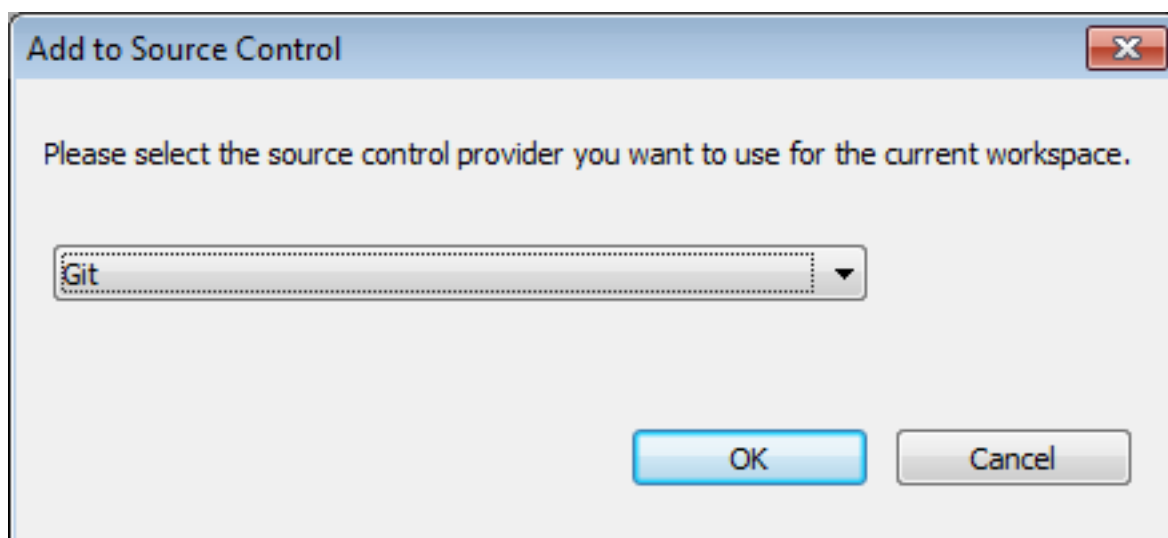 Add to Source Control
Please select the source control provider you want to use for the current workspace.
Git
OK
Cancel